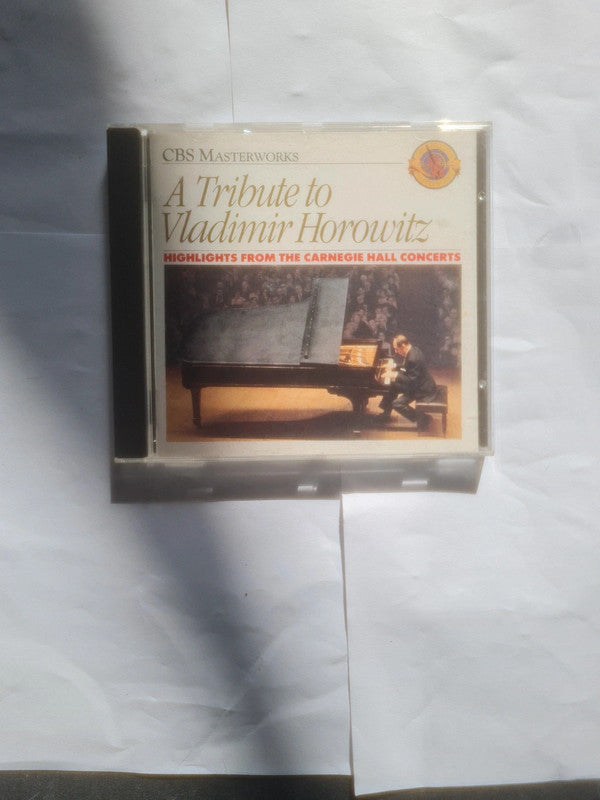 CBS MASTERWORKS
A Tribute to
Vladimir Horowitz
HIGHLIGHTS FROM THE CARNEGIE HALL CONCERTS